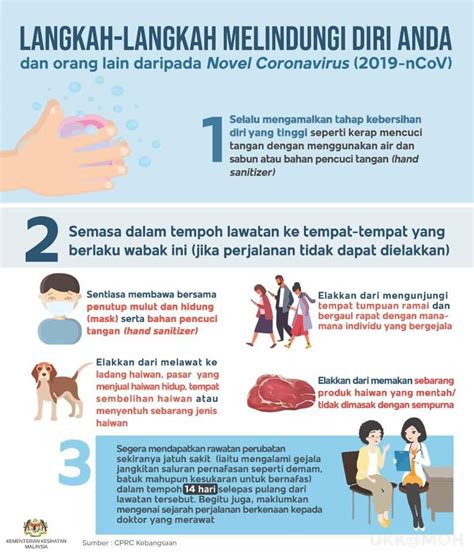 LANGKAH-LANGKAH MELINDUNGI DIRI ANDA
dan orang lain daripada Novel Coronavirus (2019-nCoV)
1
Selalu mengamalkan tahap kebersihan
diri yang tinggi seperti kerap mencuci
tangan dengan menggunakan air dan
sabun atau bahan pencuci tangan (hand
sanitizer)
2
Semasa dalam tempoh lawatan ke tempat-tempat yang
berlaku wabak ini (jika perjalanan tidak dapat dielakkan)
Sentiasa membawa bersama
penutup mulut dan hidung
(mask) serta bahan pencuci
tangan (hand sanitizer)
Elakkan dari mengunjungi
tempat tumpuan ramai dan
bergaul rapat dengan mana-
mana individu yang bergejala
Elakkan dari melawat ke
ladang haiwan, pasar yang
menjual haiwan hidup, tempat
sembelihan haiwan atau
menyentuh sebarang jenis
haiwan
Elakkan dari memakan sebarang
produk haiwan yang mentah/
tidak dimasak dengan sempurna
3
Segera mendapatkan rawatan perubatan
sekiranya jatuh sakit (iaitu mengalami gejala
jangkitan saluran pernafasan seperti demam,
batuk mahupun kesukaran untuk bernafas)
dalam tempoh 14 hari selepas pulang dari
lawatan tersebut. Begitu juga, maklumkan
mengenai sejarah perjalanan berkenaan kepada
doktor yang merawat
KEMENTERIAN KESIHATAN
MALAYSIA
Sumber : CPRC Kebangsaan
UKK@MOH